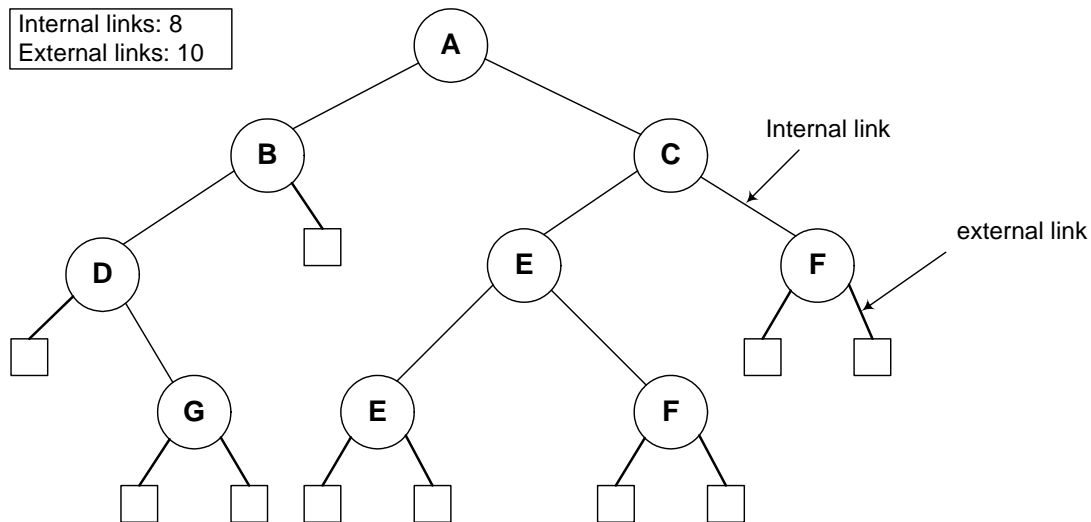 Internal links: 8
External links: 10
A
B
C
Internal link
external link
D
E
F
G
E
F